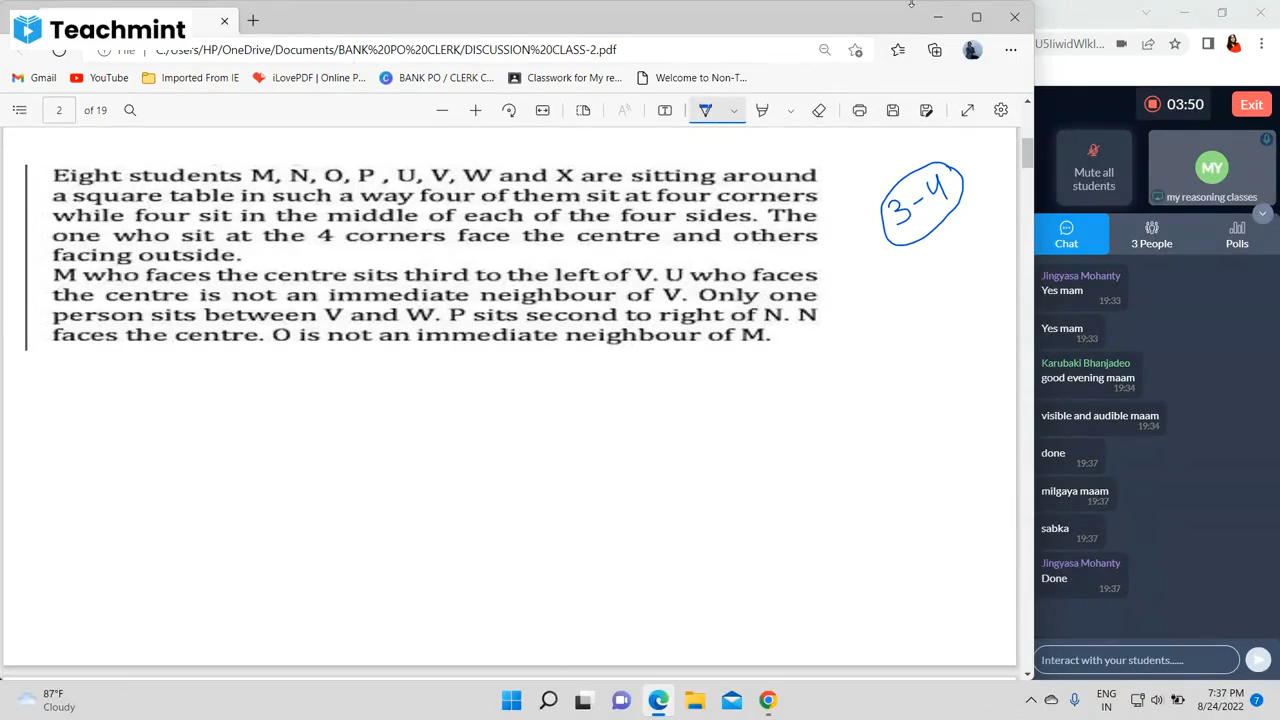 Teachmint
File
C:/Users/HP/OneDrive/Documents/BANK%20PO%20CLERK/DISCUSSION%20CLASS-2.pdf
U5IiwidWlkI...
Gmail YouTube Imported From IE iLovePDF | Online P... BANK PO / CLERK C... Classwork for My re... Welcome to Non-T...
2 of 19
03:50 Exit
Eight students M, N, O, P , U, V, W and X are sitting around
a square table in such a way four of them sit at four corners
while four sit in the middle of each of the four sides. The
one who sit at the 4 corners face the centre and others
facing outside.
M who faces the centre sits third to the left of V. U who faces
the centre is not an immediate neighbour of V. Only one
person sits between V and W. P sits second to right of N. N
faces the centre. O is not an immediate neighbour of M.
3-4
MY
Mute all
students
my reasoning classes
Chat 3 People Polls
Jingyasa Mohanty
Yes mam
19:33
Yes mam
19:33
Karubaki Bhanjadeo
good evening maam
19:34
visible and audible maam
19:34
done
19:37
milgaya maam
19:37
sabka
19:37
Jingyasa Mohanty
Done
19:37
Interact with your students......
87°F
Cloudy
ENG
IN
7:37 PM
8/24/2022
7